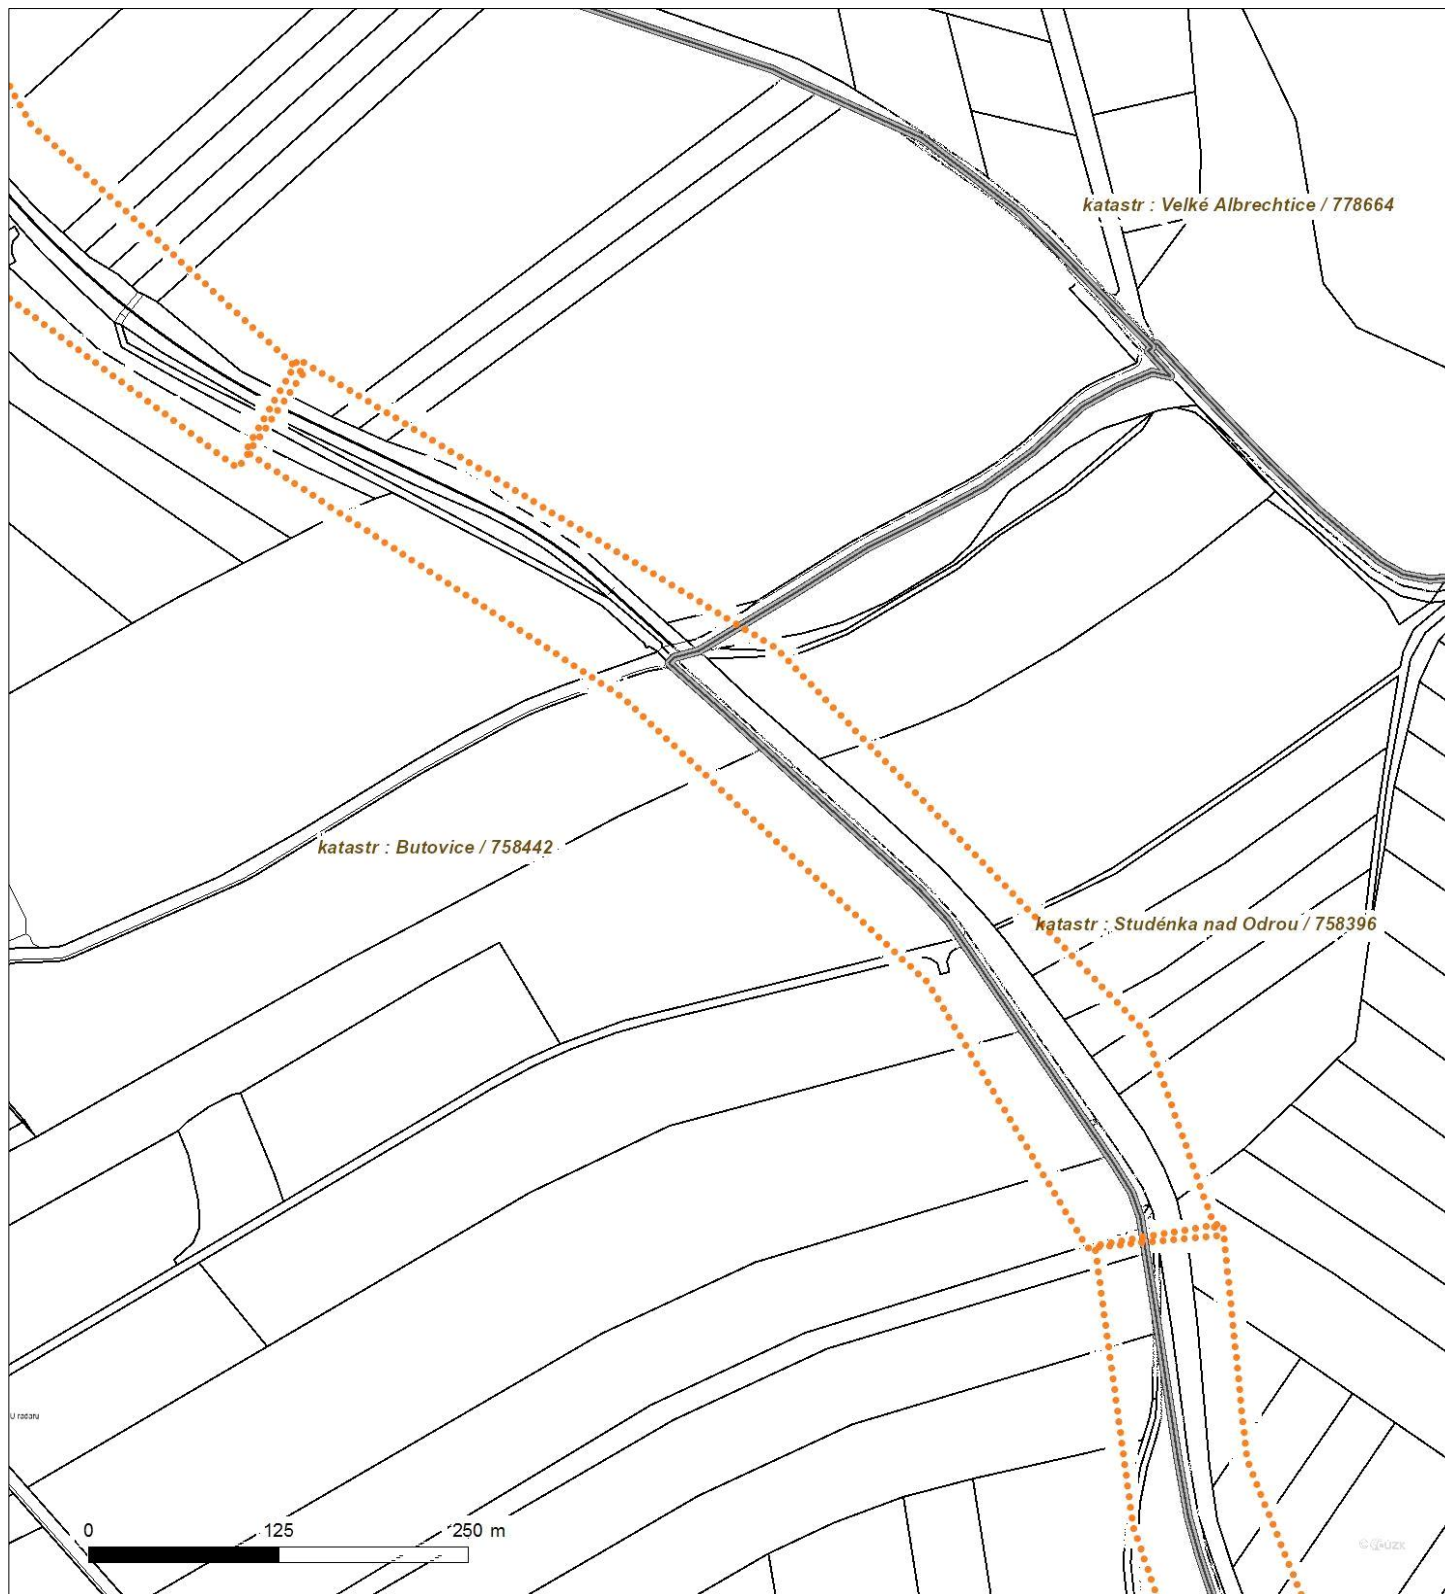 katastr : Velké Albrechtice / 778664
katastr : Butovice / 758442
katastr : Studénka nad Odrou / 758396
U radaru
0 125 250 m